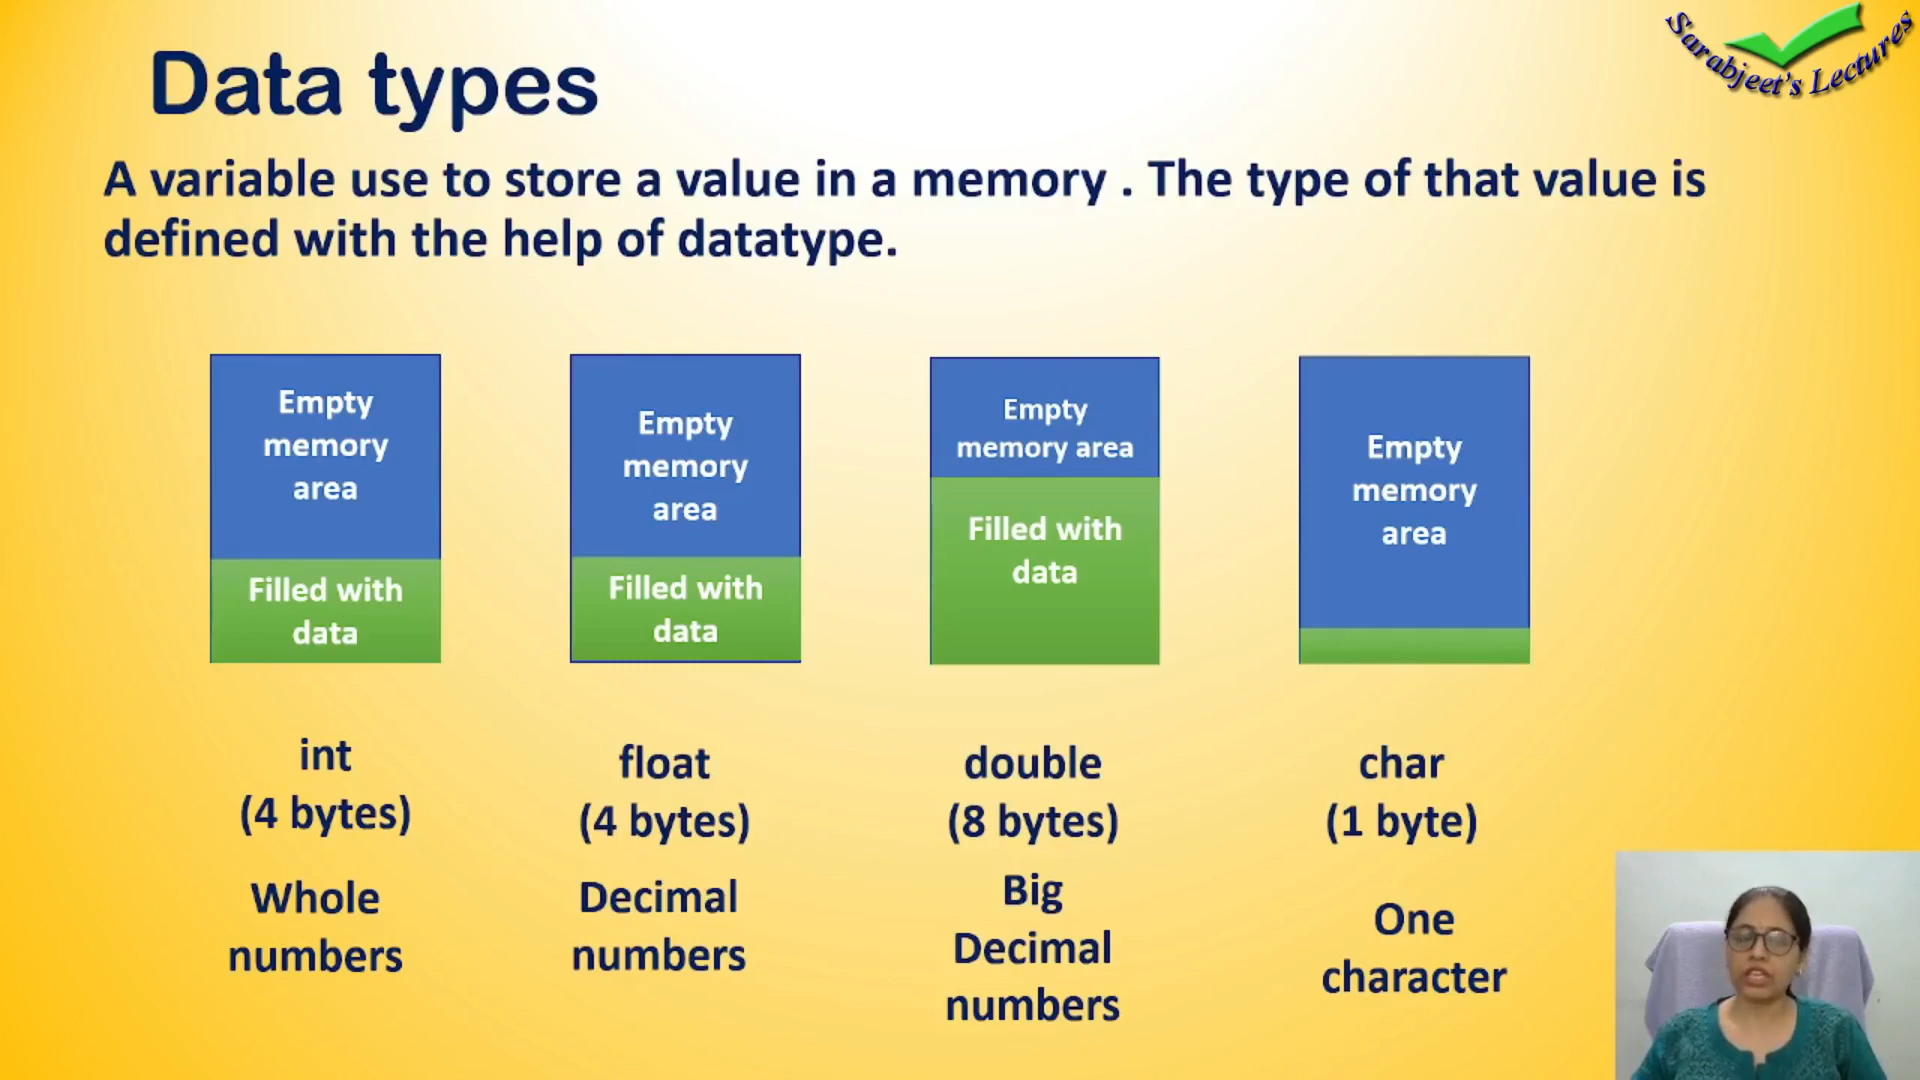 Data types
Sarabjeet's Lectures
A variable use to store a value in a memory . The type of that value is
defined with the help of datatype.
Empty
memory
area
Filled with
data
int
(4 bytes)
Whole
numbers
Empty
memory
area
Filled with
data
float
(4 bytes)
Decimal
numbers
Empty
memory area
Filled with
data
double
(8 bytes)
Big
Decimal
numbers
Empty
memory
area
char
(1 byte)
One
character